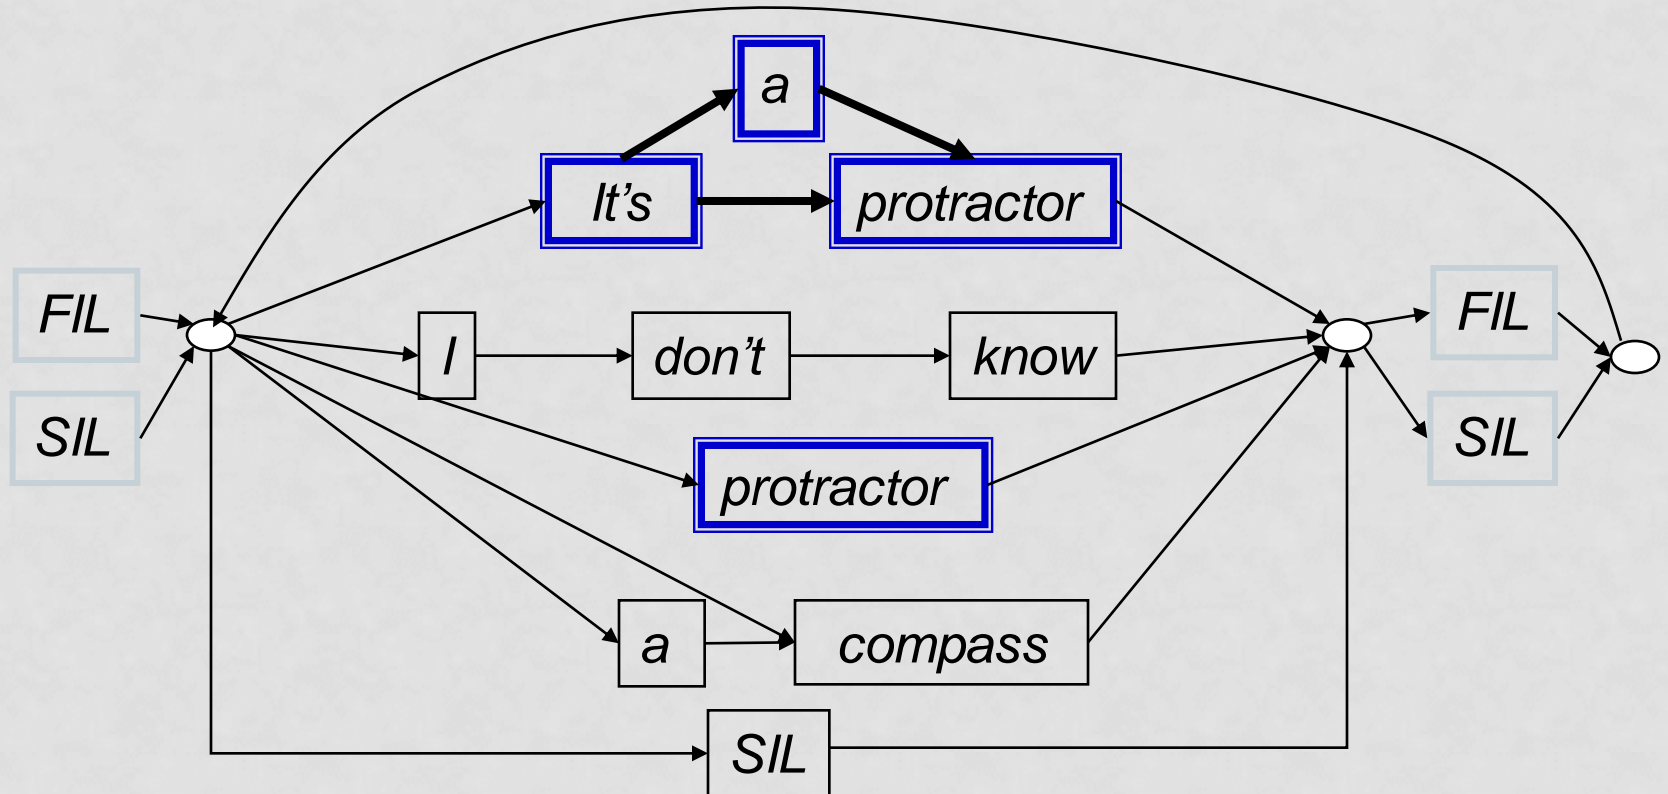 a
It's
protractor
FIL
I
don't
know
FIL
SIL
SIL
protractor
a
compass
SIL